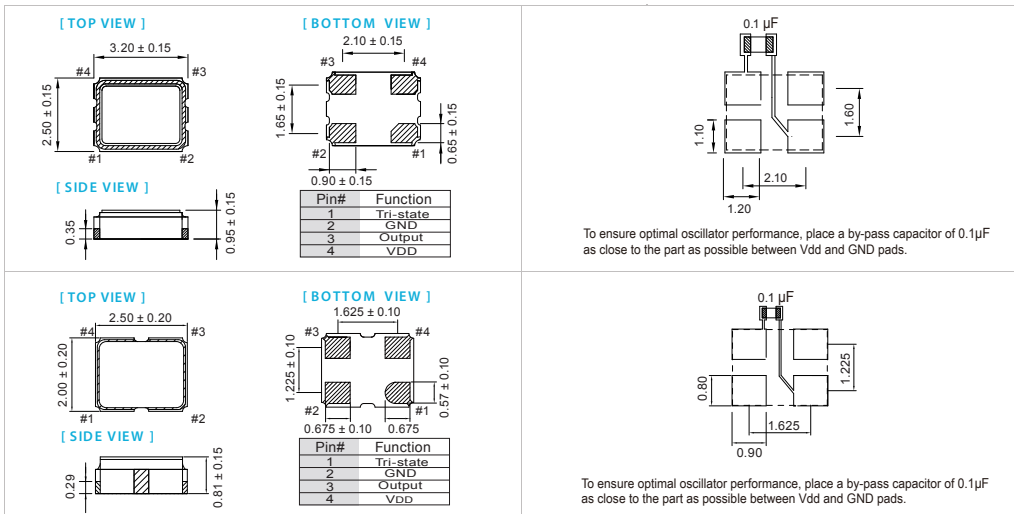 [ TOP VIEW ]
3.20 ± 0.15
#4
#3
2.50 ± 0.15
#1
#2
[ SIDE VIEW ]
0.35
0.95 ± 0.15
[ BOTTOM VIEW ]
2.10 ± 0.15
#3
#4
1.65 ± 0.15
0.65 ± 0.15
#2
#1
0.90 ± 0.15
Pin# Function
1 Tri-state
2 GND
3 Output
4 VDD
0.1 µF
1.60
1.10
2.10
1.20
To ensure optimal oscillator performance, place a by-pass capacitor of 0.1µF
as close to the part as possible between Vdd and GND pads.
[ TOP VIEW ]
2.50 ± 0.20
#4
#3
2.00 ± 0.20
#1
#2
[ SIDE VIEW ]
0.29
0.81 ± 0.15
[ BOTTOM VIEW ]
1.625 ± 0.10
#3
#4
1.225 ± 0.10
0.57 ± 0.10
#2
#1
0.675 ± 0.10
0.675
Pin# Function
1 Tri-state
2 GND
3 Output
4 VDD
0.1 µF
1.225
0.80
1.625
0.90
To ensure optimal oscillator performance, place a by-pass capacitor of 0.1µF
as close to the part as possible between Vdd and GND pads.